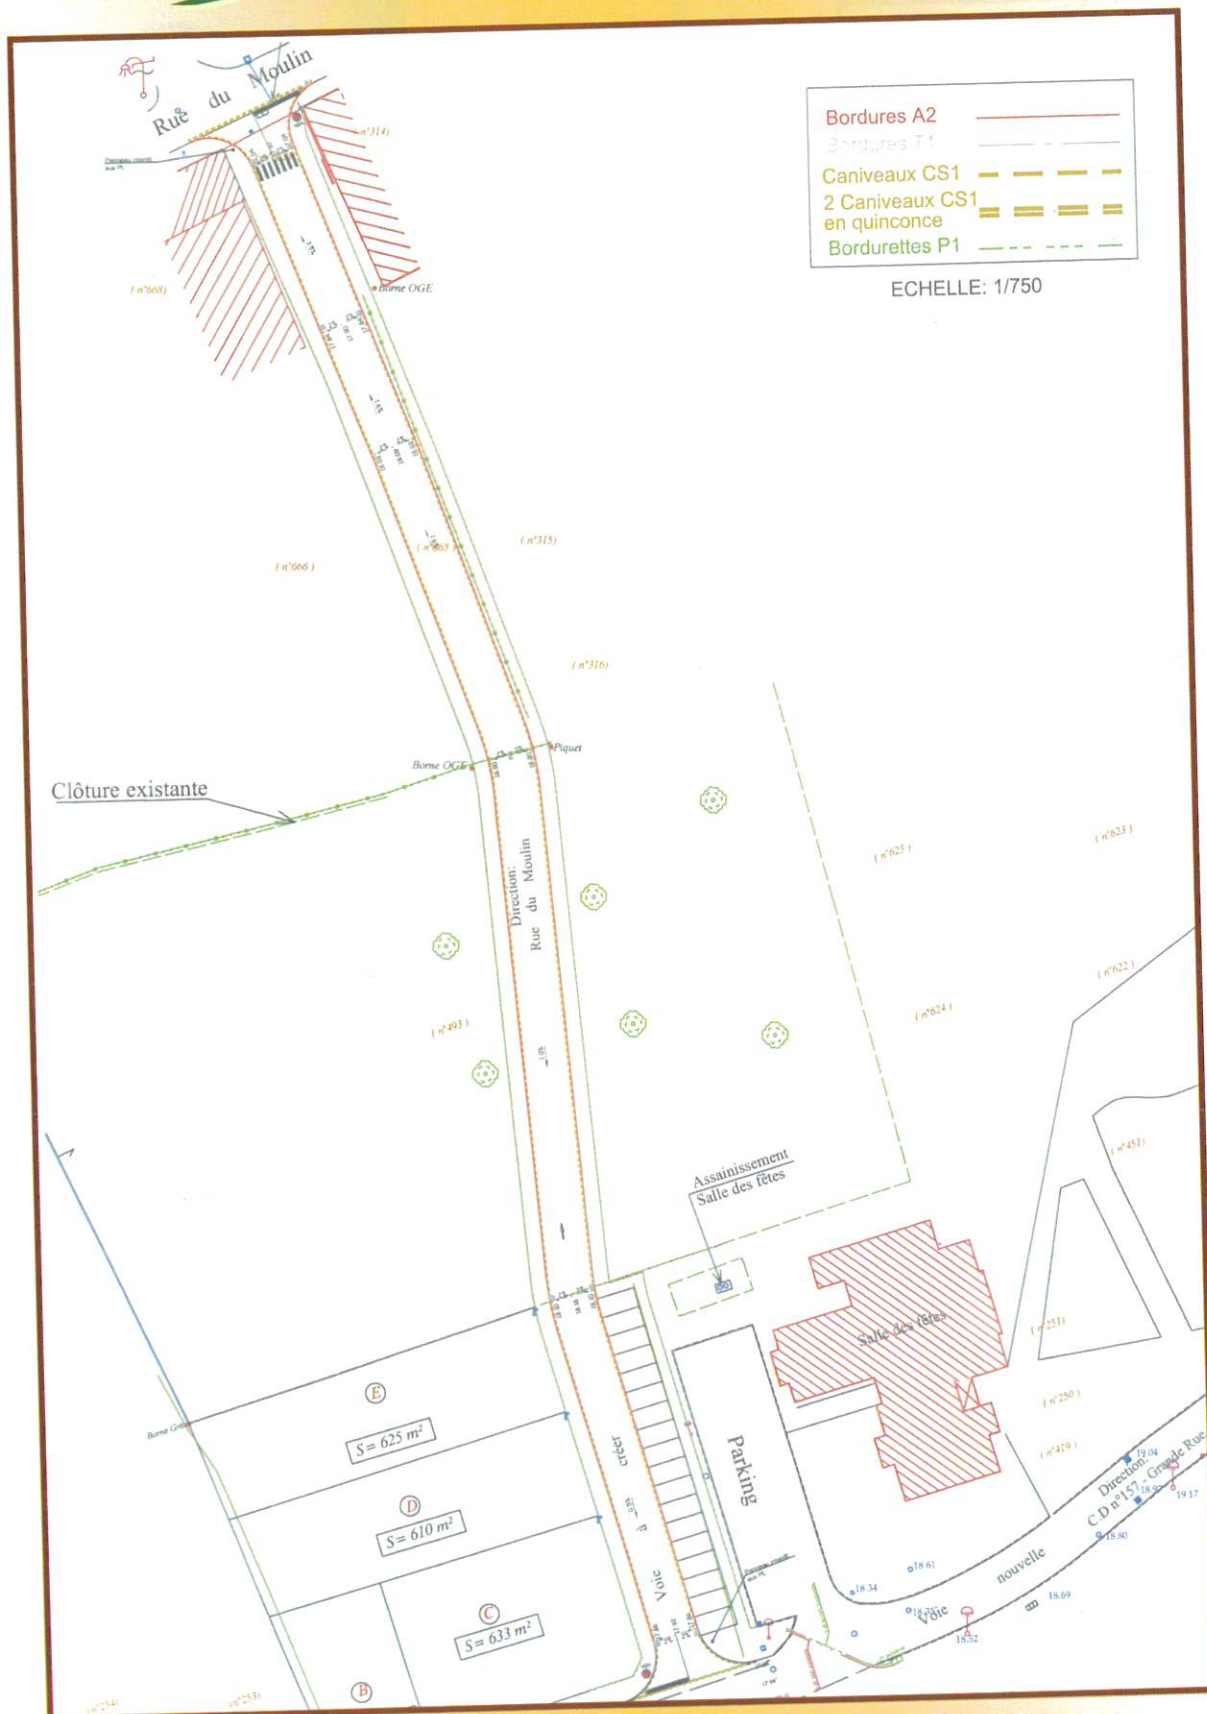 Rue du Moulin
Bordures A2
Bordures T1
Caniveaux CS1
2 Caniveaux CS1
en quinconce
Bordurettes P1
ECHELLE: 1/750
( n°314)
( n°668)
Borne OGE
( n°315)
( n°666 )
( n°316)
Borne OGE
Piquet
Clôture existante
Direction:
Rue du Moulin
( n°625 )
( n°623 )
( n°622 )
( n°624 )
( n°493 )
( n°451)
Assainissement
Salle des fêtes
Salle des fêtes
( n°251)
( n°250 )
( n°419 )
E
S = 625 m²
D
S = 610 m²
C
S = 633 m²
B
Voie à créer
Parking
Direction:
C.D n°157 - Grande Rue
Voie nouvelle
19.04
19.17
18.60
18.61
18.34
18.69
18.52
(n°254)
(n°253)